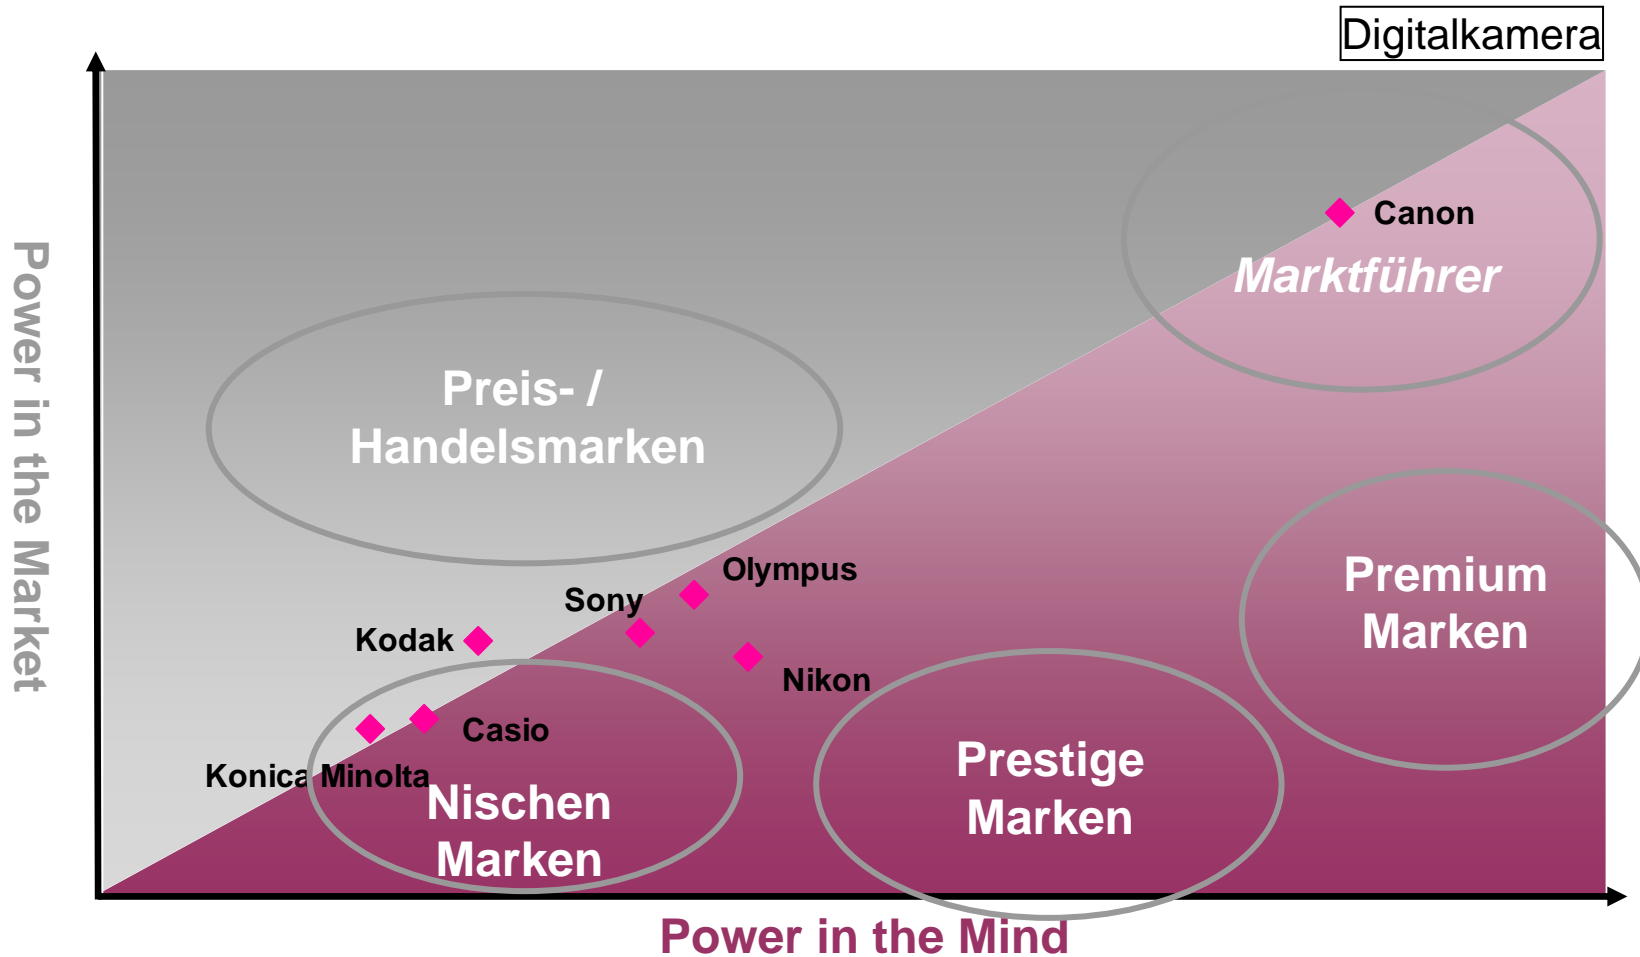 Digitalkamera
Power in the Market
Canon
Marktführer
Preis- /
Handelsmarken
Olympus
Sony
Kodak
Premium
Marken
Nikon
Casio
Konica Minolta
Nischen
Marken
Prestige
Marken
Power in the Mind